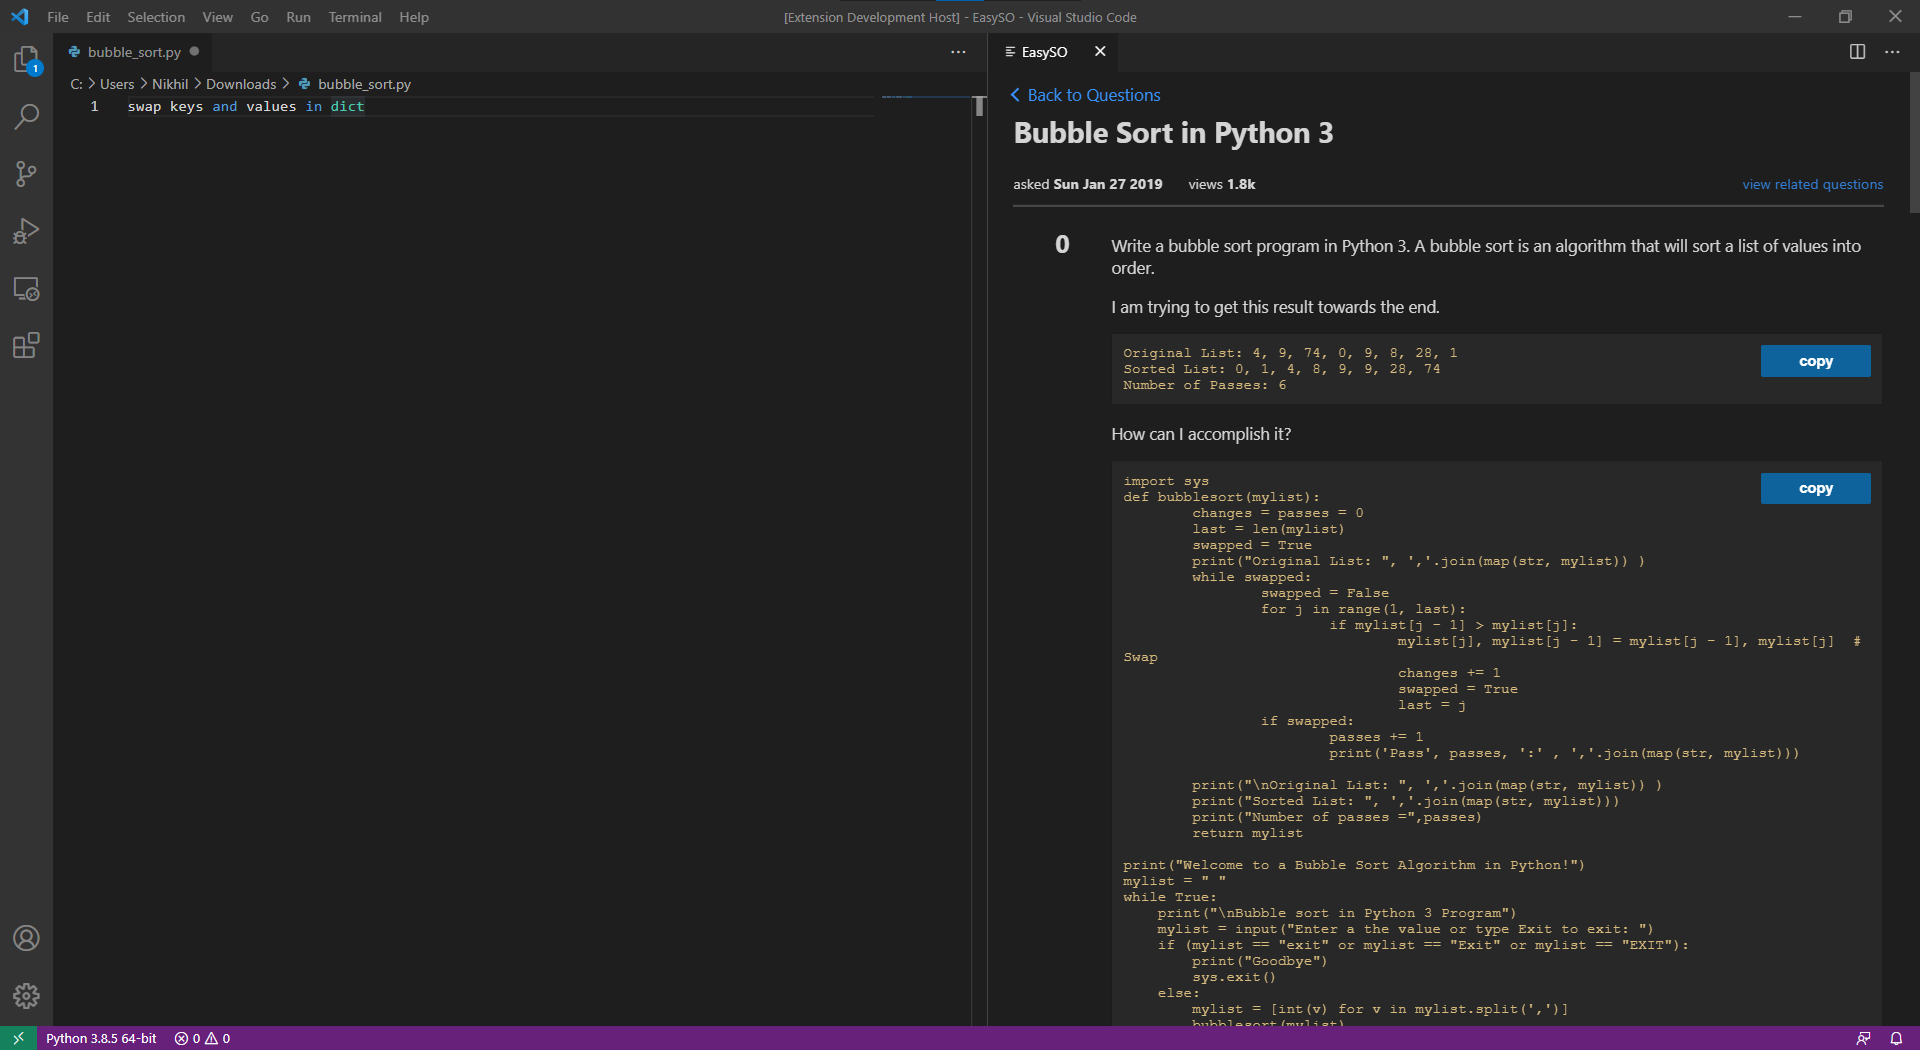 File Edit Selection View Go Run Terminal Help
[Extension Development Host] - EasySO - Visual Studio Code
1
bubble_sort.py
C: > Users > Nikhil > Downloads > bubble_sort.py
1 swap keys and values in dict
EasySO
Back to Questions
Bubble Sort in Python 3
asked Sun Jan 27 2019 views 1.8k view related questions
0
Write a bubble sort program in Python 3. A bubble sort is an algorithm that will sort a list of values into
order.
I am trying to get this result towards the end.
Original List: 4, 9, 74, 0, 9, 8, 28, 1
Sorted List: 0, 1, 4, 8, 9, 9, 28, 74
Number of Passes: 6
copy
How can I accomplish it?
copy
import sys
def bubblesort(mylist):
        changes = passes = 0
        last = len(mylist)
        swapped = True
        print("Original List: ", ','.join(map(str, mylist)) )
        while swapped:
                swapped = False
                for j in range(1, last):
                        if mylist[j - 1] > mylist[j]:
                                mylist[j], mylist[j - 1] = mylist[j - 1], mylist[j]  #
Swap
                                changes += 1
                                swapped = True
                                last = j
                if swapped:
                        passes += 1
                        print('Pass', passes, ':' , ','.join(map(str, mylist)))
        print("\nOriginal List: ", ','.join(map(str, mylist)) )
        print("Sorted List: ", ','.join(map(str, mylist)))
        print("Number of passes =",passes)
        return mylist
print("Welcome to a Bubble Sort Algorithm in Python!")
mylist = " "
while True:
    print("\nBubble sort in Python 3 Program")
    mylist = input("Enter a the value or type Exit to exit: ")
    if (mylist == "exit" or mylist == "Exit" or mylist == "EXIT"):
        print("Goodbye")
        sys.exit()
    else:
        mylist = [int(v) for v in mylist.split(',')]
        bubblesort(mylist)
Python 3.8.5 64-bit 0 0